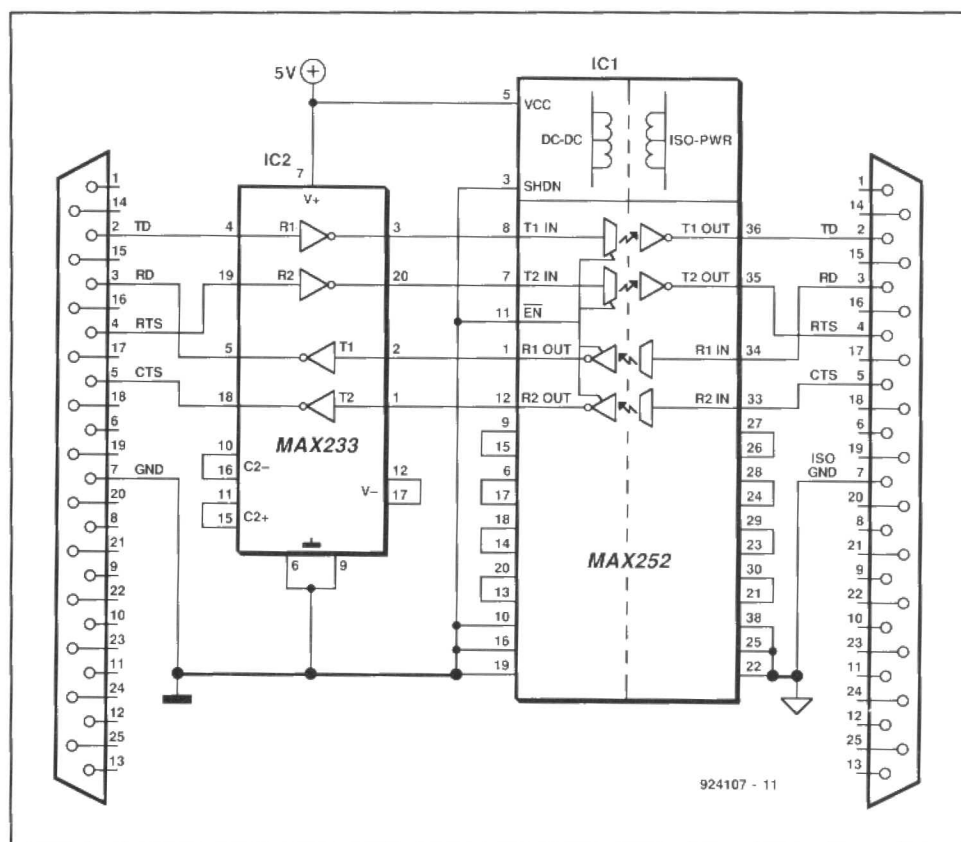 5V
IC1
5
VCC
DC-DC
ISO-PWR
IC2
7
V+
3
SHDN
1
14
2
TD
15
3
RD
16
4
RTS
17
5
CTS
18
6
19
7
GND
20
8
21
9
22
10
23
11
24
12
25
13
4
R1
3
19
R2
20
5
T1
2
18
T2
1
MAX233
10
16
C2-
11
15
C2+
12
17
V-
6
9
8
T1 IN
T1 OUT
36
7
T2 IN
T2 OUT
35
11
EN
1
R1 OUT
R1 IN
34
12
R2 OUT
R2 IN
33
9
15
6
17
18
14
20
13
10
16
19
27
26
28
24
29
23
30
21
38
25
22
MAX252
1
14
TD
2
15
RD
3
16
RTS
4
17
CTS
5
18
6
19
ISO
GND
7
20
8
21
9
22
10
23
11
24
12
25
13
924107 - 11